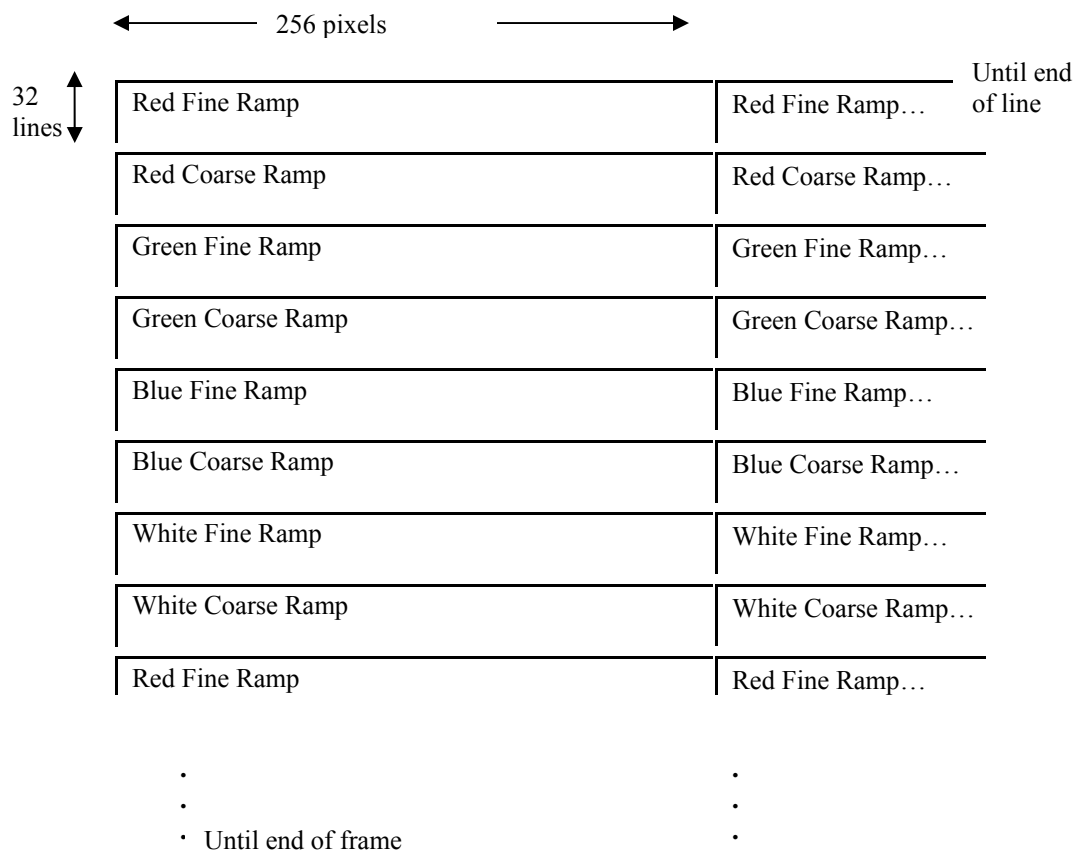 256 pixels
Until end
of line
32
lines
Red Fine Ramp
Red Fine Ramp…
Red Coarse Ramp
Red Coarse Ramp…
Green Fine Ramp
Green Fine Ramp…
Green Coarse Ramp
Green Coarse Ramp…
Blue Fine Ramp
Blue Fine Ramp…
Blue Coarse Ramp
Blue Coarse Ramp…
White Fine Ramp
White Fine Ramp…
White Coarse Ramp
White Coarse Ramp…
Red Fine Ramp
Red Fine Ramp…
Until end of frame